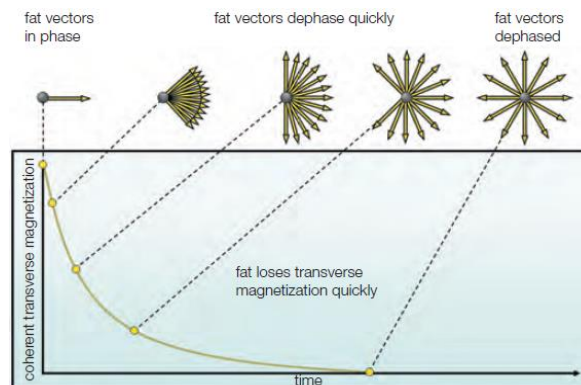 fat vectors
in phase
fat vectors dephase quickly
fat vectors
dephased
coherent transverse magnetization
fat loses transverse
magnetization quickly
time